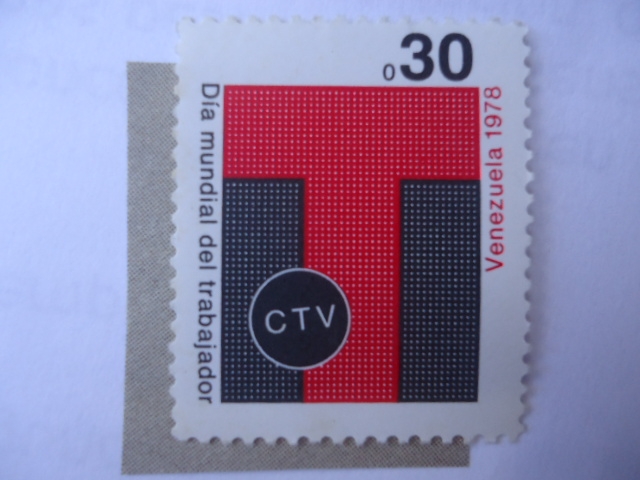 0 30
Día mundial del trabajador
Venezuela 1978
CTV